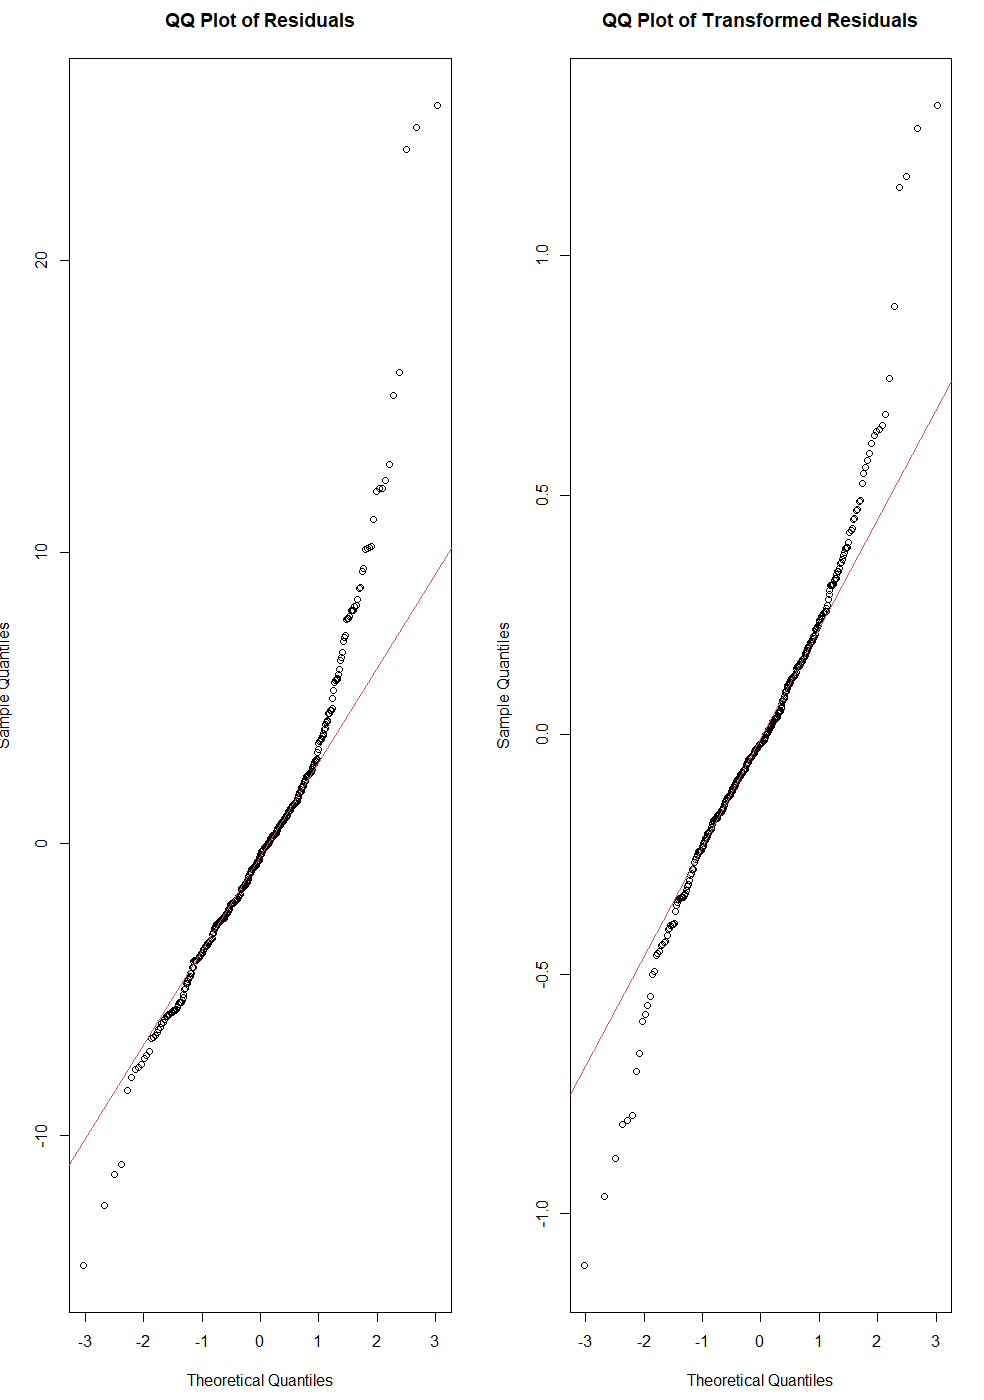 QQ Plot of Residuals
Sample Quantiles
20
10
0
-10
-3 -2 -1 0 1 2 3
Theoretical Quantiles
QQ Plot of Transformed Residuals
Sample Quantiles
1.0
0.5
0.0
-0.5
-1.0
-3 -2 -1 0 1 2 3
Theoretical Quantiles